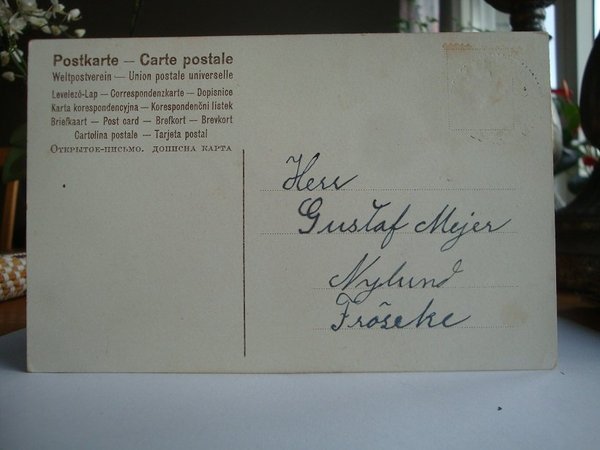 Postkarte — Carte postale
Weltpostverein — Union postale universelle
Levelező-Lap — Correspondenzkarte — Dopisnice
Karta korespondencyjna — Korespondenční lístek
Briefkaart — Post card — Brefkort — Brevkort
Cartolina postale — Tarjeta postal
Открытое-письмо. дописна карта
Herr
Gustaf Mejer
Nylund
Fröseke